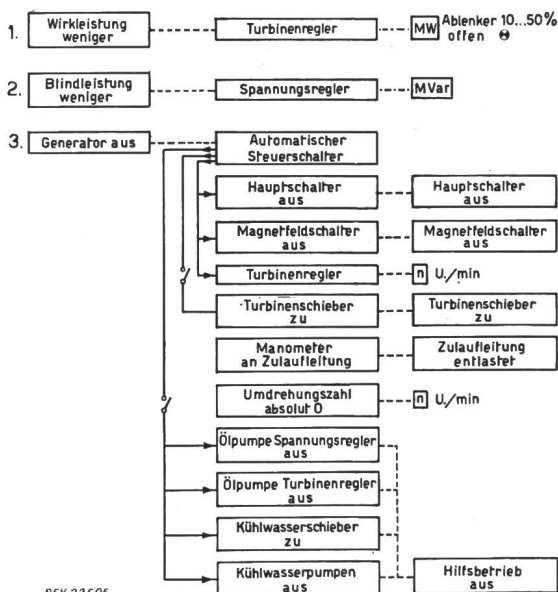 1. Wirkleistung weniger Turbinenregler MW Ablenker 10...50% offen
2. Blindleistung weniger Spannungsregler MVar
3. Generator aus Automatischer Steuerschalter
Hauptschalter aus Hauptschalter aus
Magnetfeldschalter aus Magnetfeldschalter aus
Turbinenregler n U./min
Turbinenschieber zu Turbinenschieber zu
Manometer an Zulaufleitung Zulaufleitung entlastet
Umdrehungszahl absolut 0 n U./min
Ölpumpe Spannungsregler aus
Ölpumpe Turbinenregler aus
Kühlwasserschieber zu
Kühlwasserpumpen aus Hilfsbetrieb aus